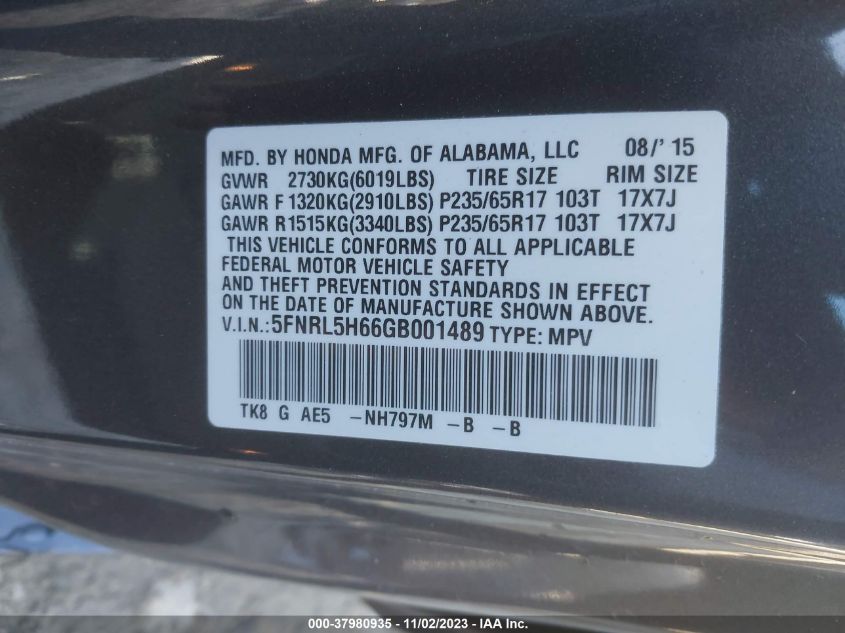 MFD. BY HONDA MFG. OF ALABAMA, LLC 08/'15
GVWR 2730KG(6019LBS) TIRE SIZE RIM SIZE
GAWR F 1320KG(2910LBS) P235/65R17 103T 17X7J
GAWR R1515KG(3340LBS) P235/65R17 103T 17X7J
THIS VEHICLE CONFORMS TO ALL APPLICABLE
FEDERAL MOTOR VEHICLE SAFETY
AND THEFT PREVENTION STANDARDS IN EFFECT
ON THE DATE OF MANUFACTURE SHOWN ABOVE.
V.I.N.:5FNRL5H66GB001489 TYPE: MPV
TK8 G AE5 -NH797M -B -B
000-37980935 - 11/02/2023 - IAAI Inc.